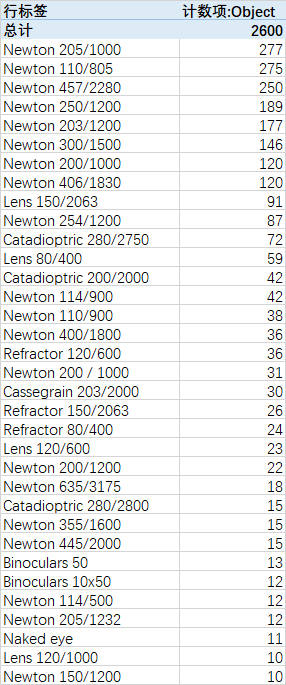 行标签 计数项:Object
总计 2600
Newton 205/1000 277
Newton 110/805 275
Newton 457/2280 250
Newton 250/1200 189
Newton 203/1200 177
Newton 300/1500 146
Newton 200/1000 120
Newton 406/1830 120
Lens 150/2063 91
Newton 254/1200 87
Catadioptric 280/2750 72
Lens 80/400 59
Catadioptric 200/2000 42
Newton 114/900 42
Newton 110/900 38
Newton 400/1800 36
Refractor 120/600 36
Newton 200 / 1000 31
Cassegrain 203/2000 30
Refractor 150/2063 26
Refractor 80/400 24
Lens 120/600 23
Newton 200/1200 22
Newton 635/3175 18
Catadioptric 280/2800 15
Newton 355/1600 15
Newton 445/2000 15
Binoculars 50 13
Binoculars 10x50 12
Newton 114/500 12
Newton 205/1232 12
Naked eye 11
Lens 120/1000 10
Newton 150/1200 10